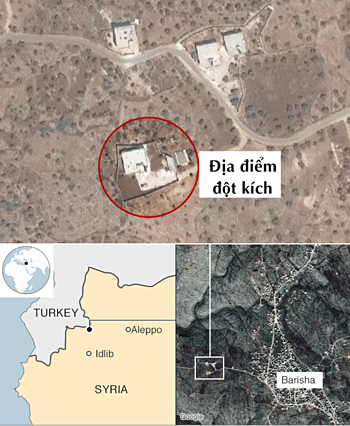 Địa điểm
đột kích
TURKEY
Aleppo
Idlib
SYRIA
Barisha
Google